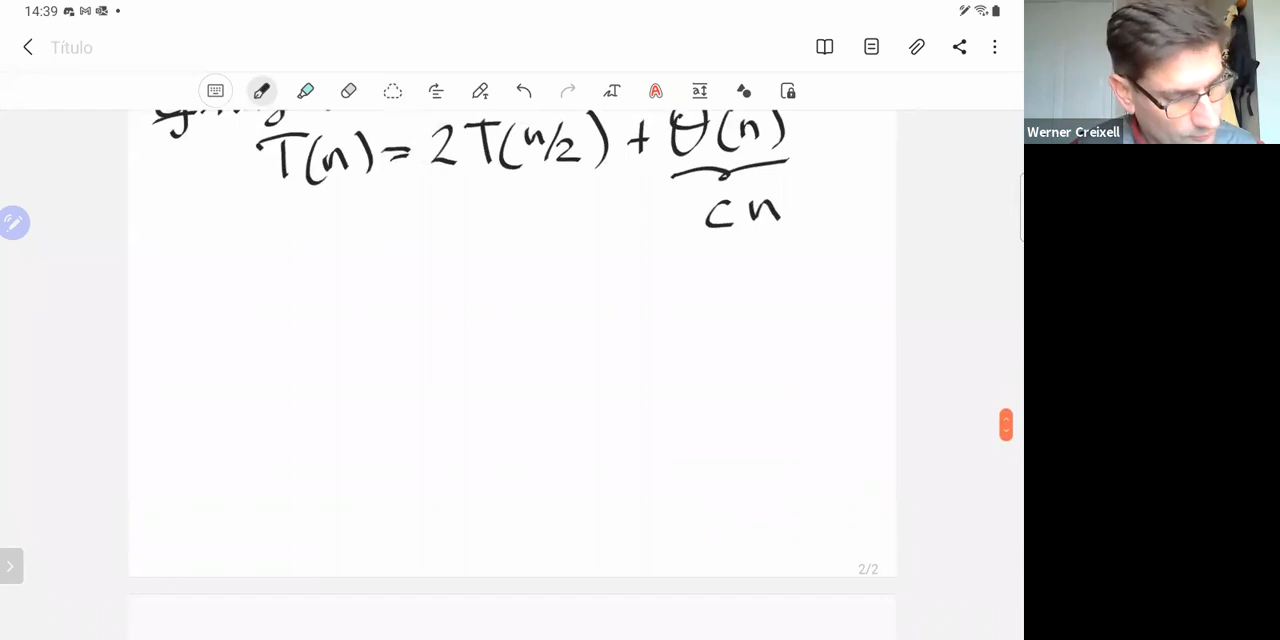 14:39
Título
T(n) = 2T(n/2) + Θ(n)
cn
2/2
Werner Creixell